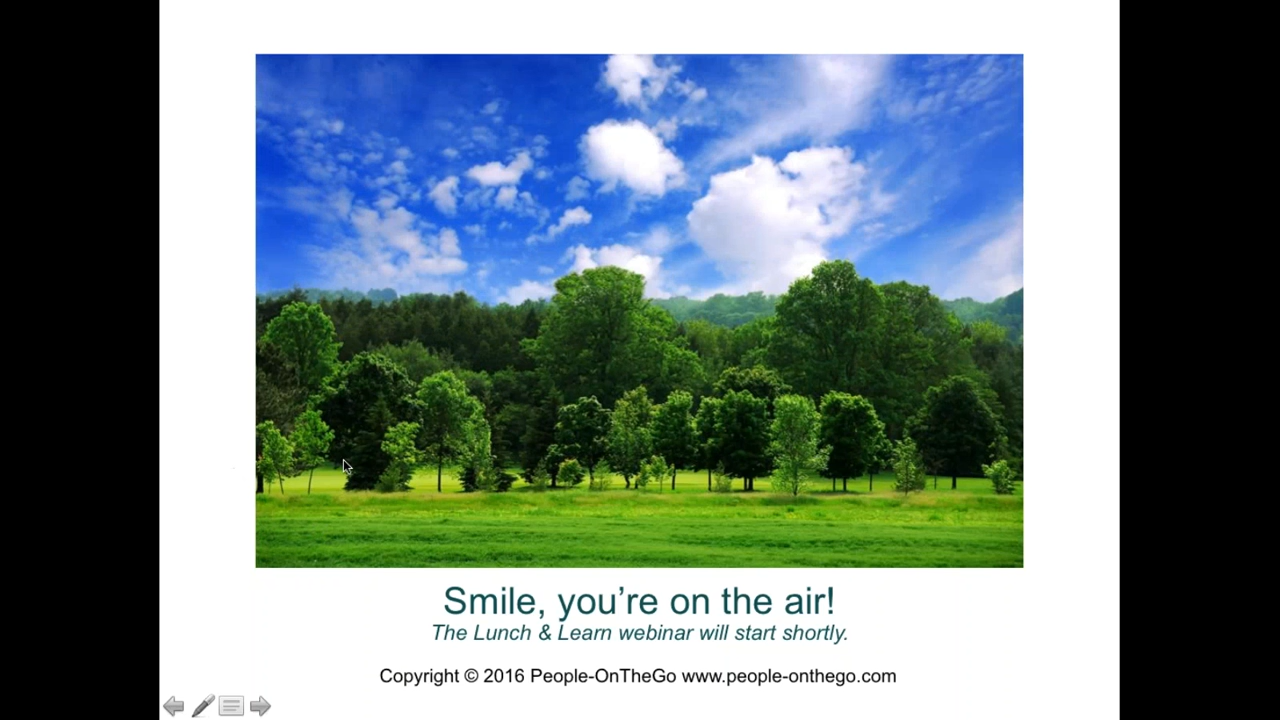 Smile, you’re on the air!
The Lunch & Learn webinar will start shortly.
Copyright © 2016 People-OnTheGo www.people-onthego.com